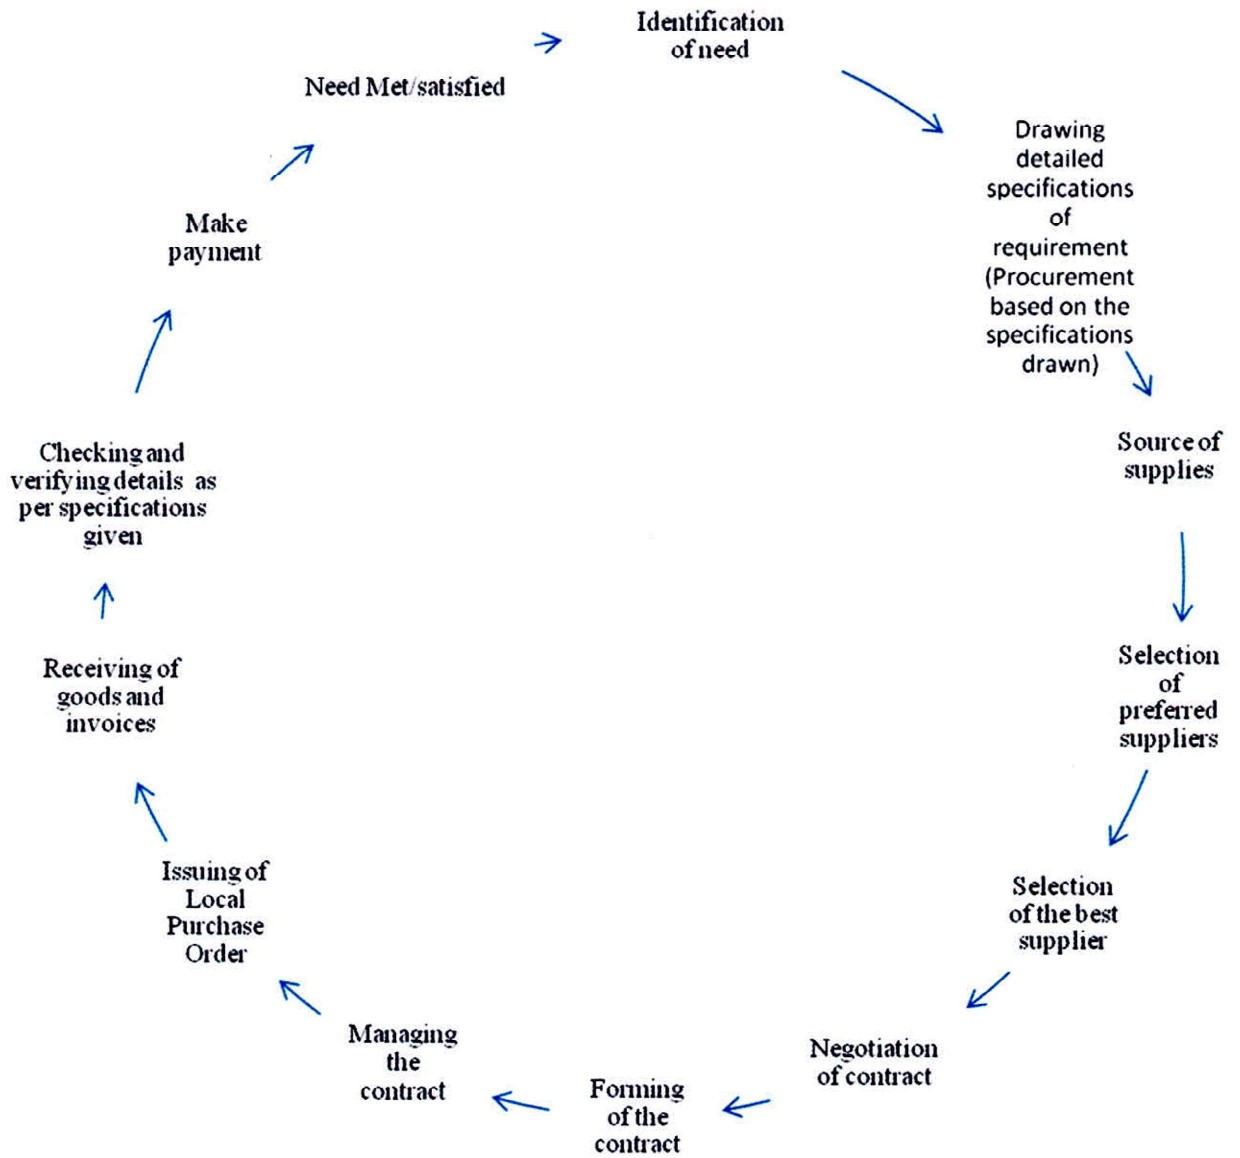 Identification
of need
Drawing
detailed
specifications
of
requirement
(Procurement
based on the
specifications
drawn)
Source of
supplies
Selection
of
preferred
suppliers
Selection
of the best
supplier
Negotiation
of contract
Forming
of the
contract
Managing
the
contract
Issuing of
Local
Purchase
Order
Receiving of
goods and
invoices
Checking and
verifying details as
per specifications
given
Make
payment
Need Met/satisfied